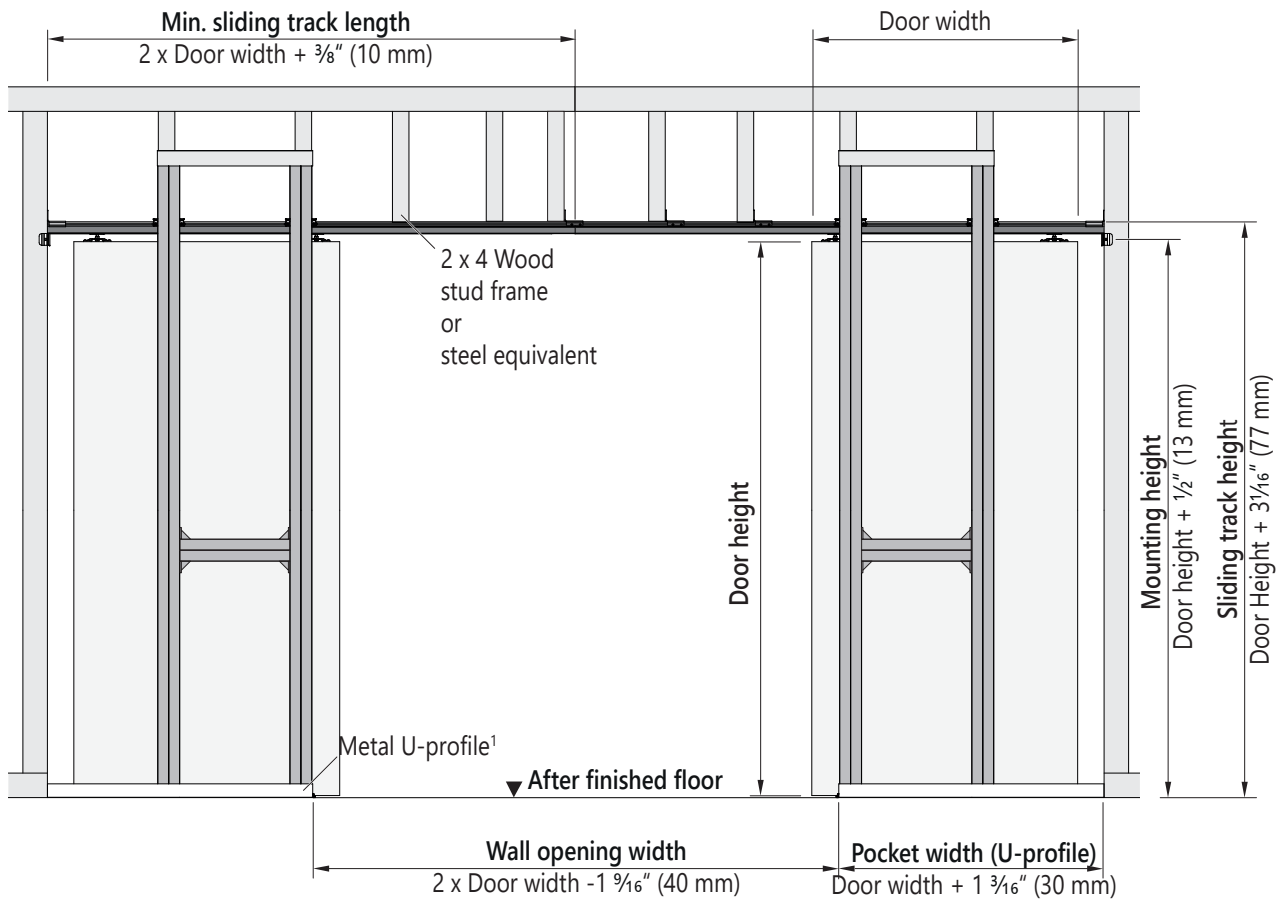 Min. sliding track length
2 x Door width + ⅜“ (10 mm)
Door width
2 x 4 Wood
stud frame
or
steel equivalent
Door height
Mounting height
Door height + ½“ (13 mm)
Sliding track height
Door Height + 3¹⁄₁₆“ (77 mm)
Metal U-profile¹
▼ After finished floor
Wall opening width
2 x Door width -1 ⁹⁄₁₆“ (40 mm)
Pocket width (U-profile)
Door width + 1 ³⁄₁₆“ (30 mm)